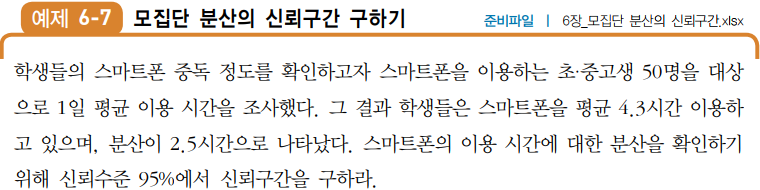 예제 6-7 모집단 분산의 신뢰구간 구하기 준비파일 | 6장_모집단 분산의 신뢰구간.xlsx
학생들의 스마트폰 중독 정도를 확인하고자 스마트폰을 이용하는 초·중고생 50명을 대상
으로 1일 평균 이용 시간을 조사했다. 그 결과 학생들은 스마트폰을 평균 4.3시간 이용하
고 있으며, 분산이 2.5시간으로 나타났다. 스마트폰의 이용 시간에 대한 분산을 확인하기
위해 신뢰수준 95%에서 신뢰구간을 구하라.